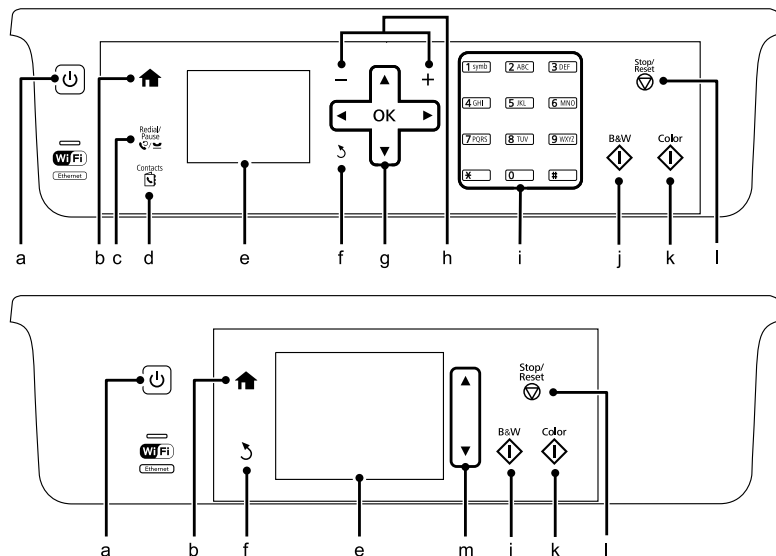 1 symb 2 ABC 3 DEF
Stop/
Reset
4 GHI OK 5 JKL 6 MNO
Redial/
Pause
7 PQRS 8 TUV 9 WXYZ
B&W Color
Wi Fi
Ethernet
Contacts
* 0 #
a b c d e f g h i j k l
Stop/
Reset
B&W Color
Wi Fi
Ethernet
a b f e m i k l